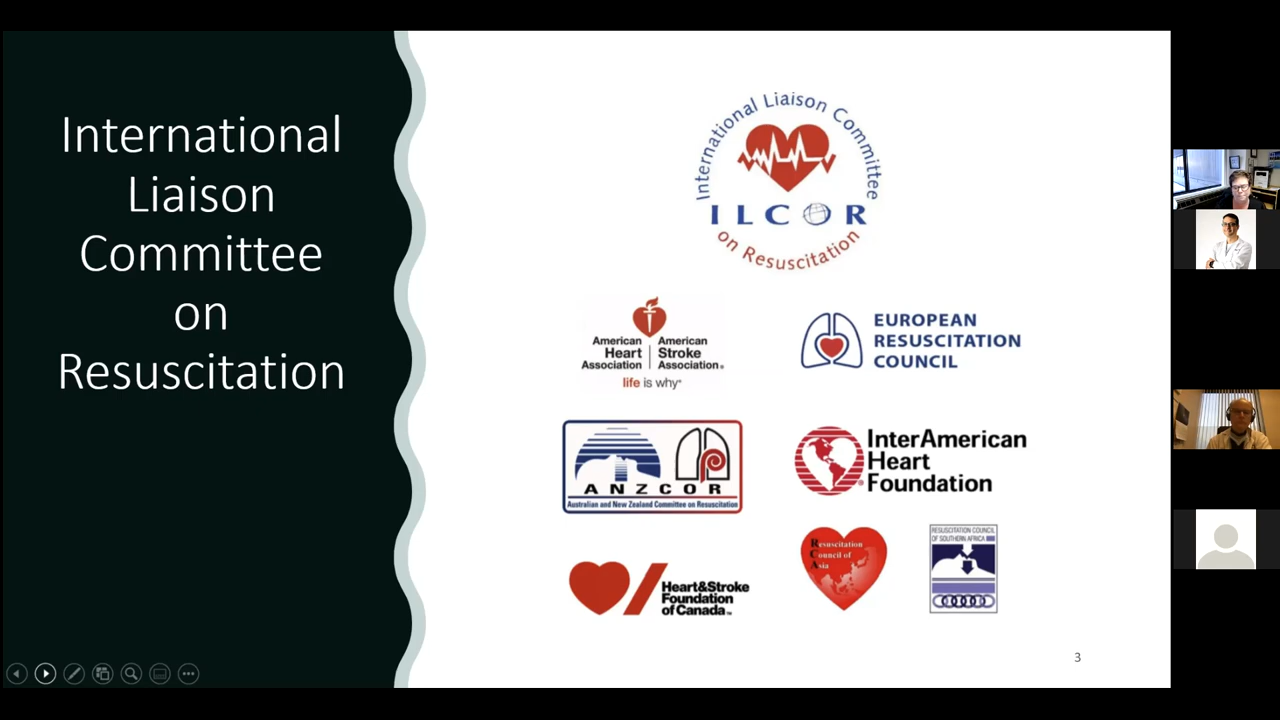 International
Liaison
Committee
on
Resuscitation
International Liaison Committee
ILCOR
on Resuscitation
American Heart Association
American Stroke Association®
life is why®
EUROPEAN
RESUSCITATION
COUNCIL
ANZCOR
Australian and New Zealand Committee on Resuscitation
InterAmerican
Heart
Foundation
Heart&Stroke
Foundation
of Canada™
Resuscitation
Council of
Asia
RESUSCITATION COUNCIL
OF SOUTHERN AFRICA
3